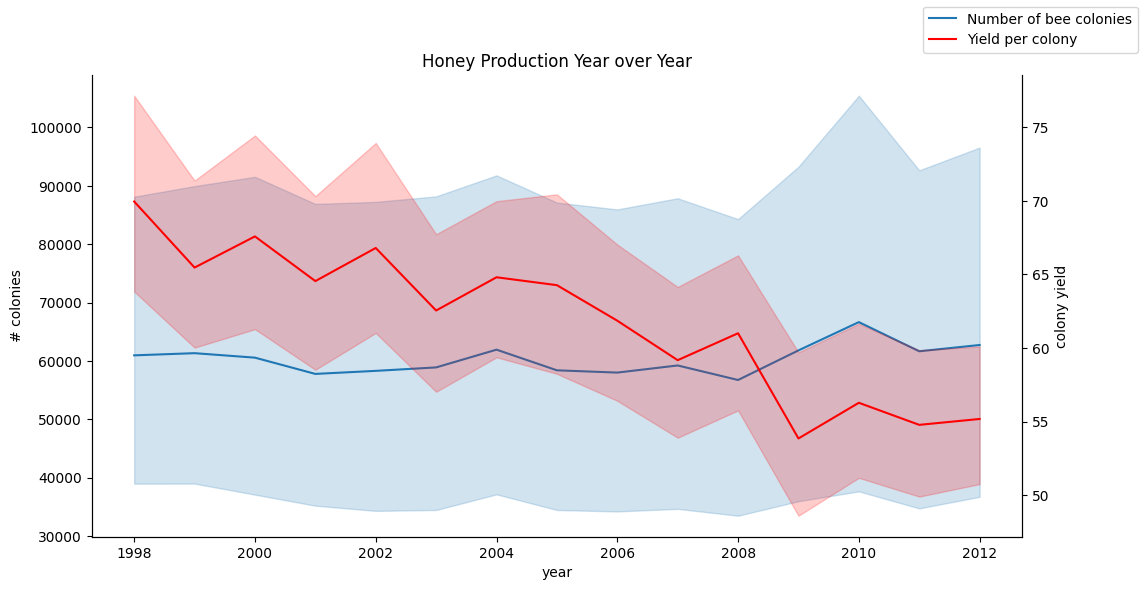 Number of bee colonies
Yield per colony
Honey Production Year over Year
100000
90000
80000
70000
60000
50000
40000
30000
# colonies
75
70
65
60
55
50
colony yield
1998 2000 2002 2004 2006 2008 2010 2012
year